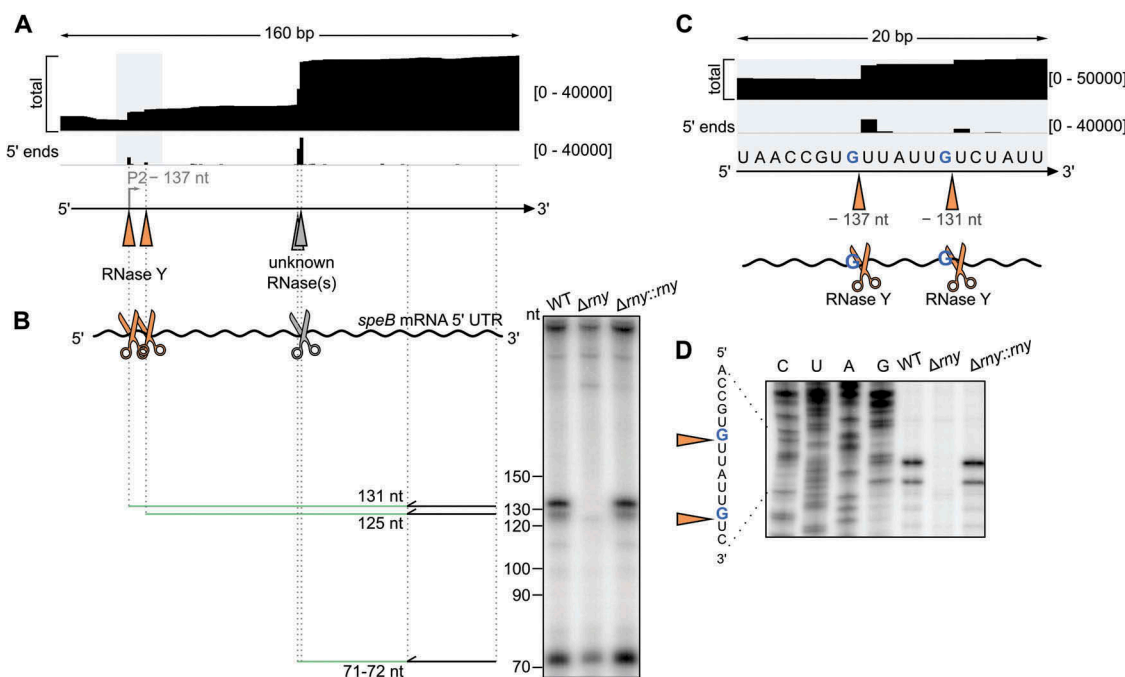 A
160 bp
total
[0 - 40000]
5' ends
[0 - 40000]
P2 – 137 nt
5'
3'
RNase Y
unknown
RNase(s)
B
speB mRNA 5' UTR
5'
3'
nt
WT
Δrny
Δrny::rny
150
131 nt
130
125 nt
120
100
90
71-72 nt
70
C
20 bp
total
[0 - 50000]
5' ends
[0 - 40000]
U A A C C G U G U U A U U G U C U A U U
5'
3'
– 137 nt
– 131 nt
G
G
RNase Y
RNase Y
D
5'
C U A G
WT
Δrny
Δrny::rny
A
C
C
G
U
G
U
U
A
U
U
G
U
C
3'